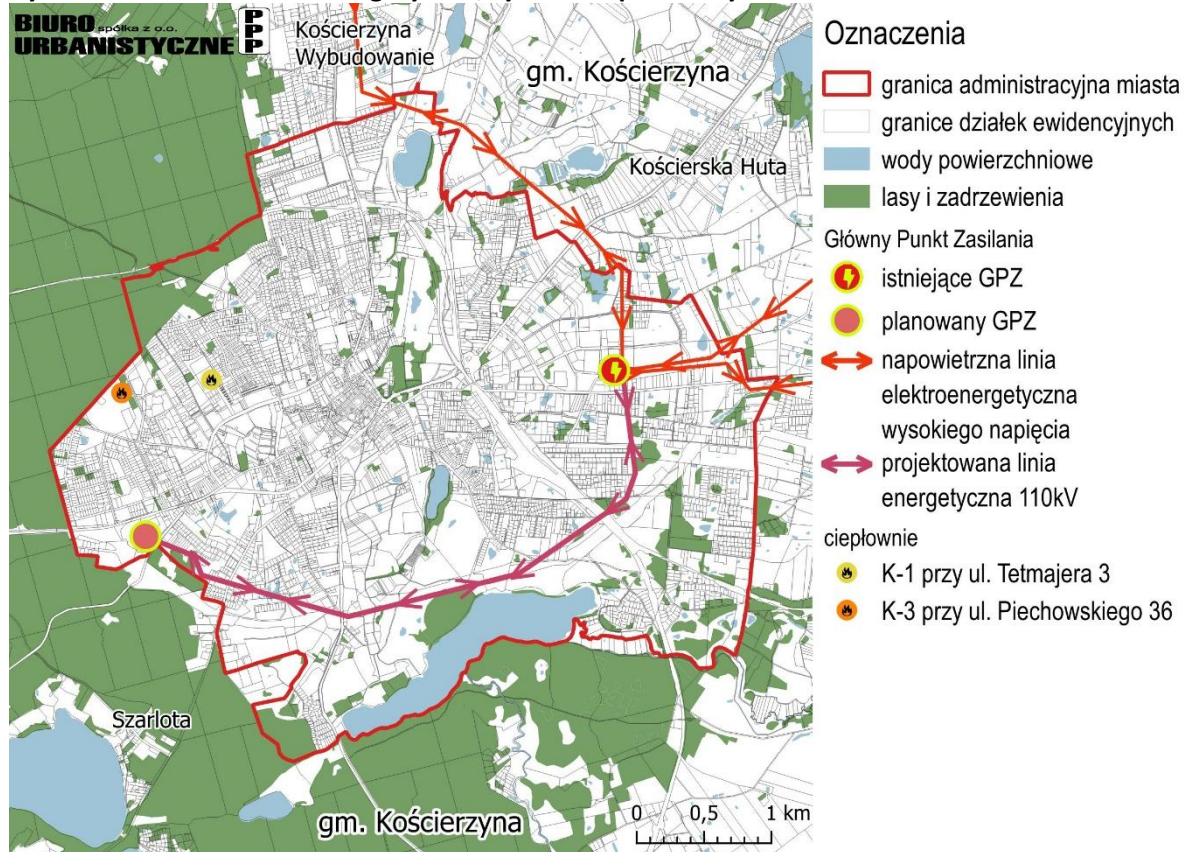 BIURO spółka z o.o.
URBANISTYCZNE
P
P
P
Kościerzyna
Wybudowanie
gm. Kościerzyna
Kościerska Huta
Szarlota
gm. Kościerzyna
0 0,5 1 km
Oznaczenia
granica administracyjna miasta
granice działek ewidencyjnych
wody powierzchniowe
lasy i zadrzewienia
Główny Punkt Zasilania
istniejące GPZ
planowany GPZ
napowietrzna linia
elektroenergetyczna
wysokiego napięcia
projektowana linia
energetyczna 110kV
ciepłownie
K-1 przy ul. Tetmajera 3
K-3 przy ul. Piechowskiego 36